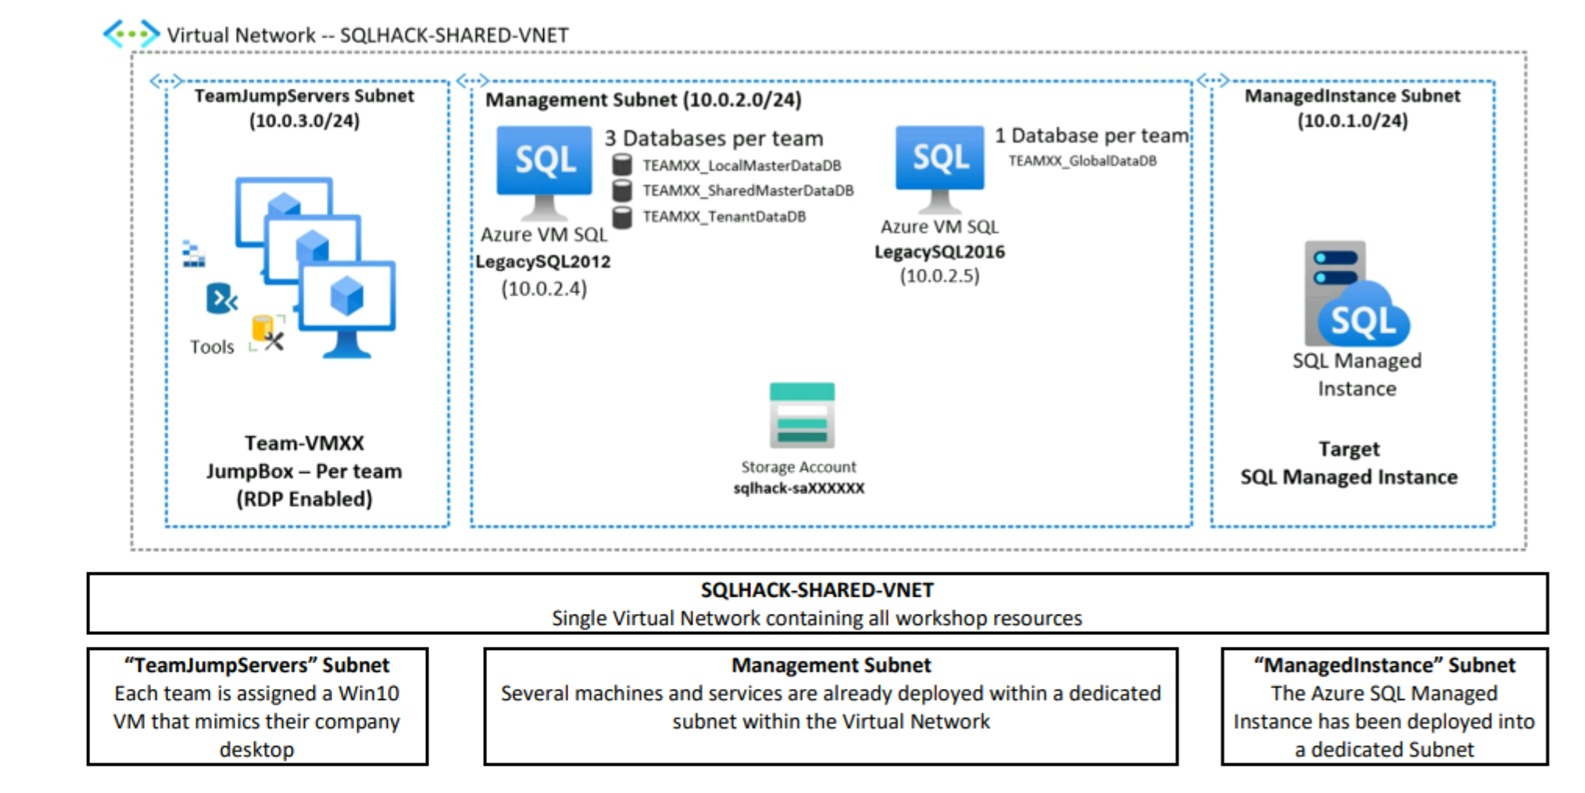 Virtual Network -- SQLHACK-SHARED-VNET
TeamJumpServers Subnet
(10.0.3.0/24)
Tools
Team-VMXX
JumpBox – Per team
(RDP Enabled)
Management Subnet (10.0.2.0/24)
SQL
3 Databases per team
TEAMXX_LocalMasterDataDB
TEAMXX_SharedMasterDataDB
TEAMXX_TenantDataDB
Azure VM SQL
LegacySQL2012
(10.0.2.4)
SQL
1 Database per team
TEAMXX_GlobalDataDB
Azure VM SQL
LegacySQL2016
(10.0.2.5)
Storage Account
sqlhack-saXXXXXX
ManagedInstance Subnet
(10.0.1.0/24)
SQL
SQL Managed
Instance
Target
SQL Managed Instance
SQLHACK-SHARED-VNET
Single Virtual Network containing all workshop resources
“TeamJumpServers” Subnet
Each team is assigned a Win10
VM that mimics their company
desktop
Management Subnet
Several machines and services are already deployed within a dedicated
subnet within the Virtual Network
“ManagedInstance” Subnet
The Azure SQL Managed
Instance has been deployed into
a dedicated Subnet